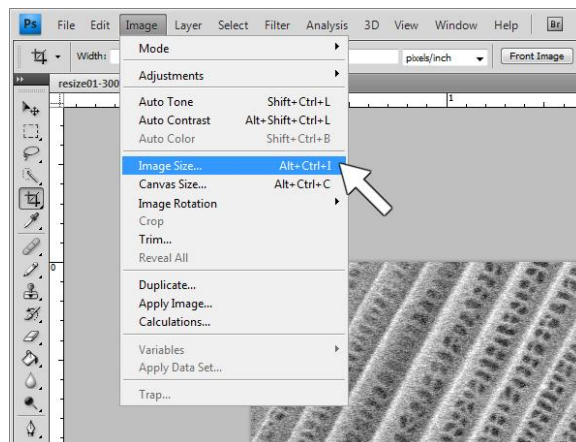 Ps File Edit Image Layer Select Filter Analysis 3D View Window Help Br
Width: pixels/inch Front Image
resize01-300
Mode
Adjustments
Auto Tone Shift+Ctrl+L
Auto Contrast Alt+Shift+Ctrl+L
Auto Color Shift+Ctrl+B
Image Size... Alt+Ctrl+I
Canvas Size... Alt+Ctrl+C
Image Rotation
Crop
Trim...
Reveal All
Duplicate...
Apply Image...
Calculations...
Variables
Apply Data Set...
Trap...
1
0